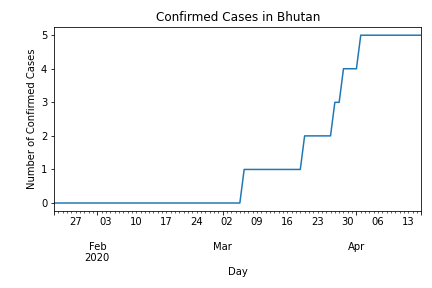 Confirmed Cases in Bhutan
Number of Confirmed Cases
5
4
3
2
1
0
27 03 10 17 24 02 09 16 23 30 06 13
Feb Mar Apr
2020
Day